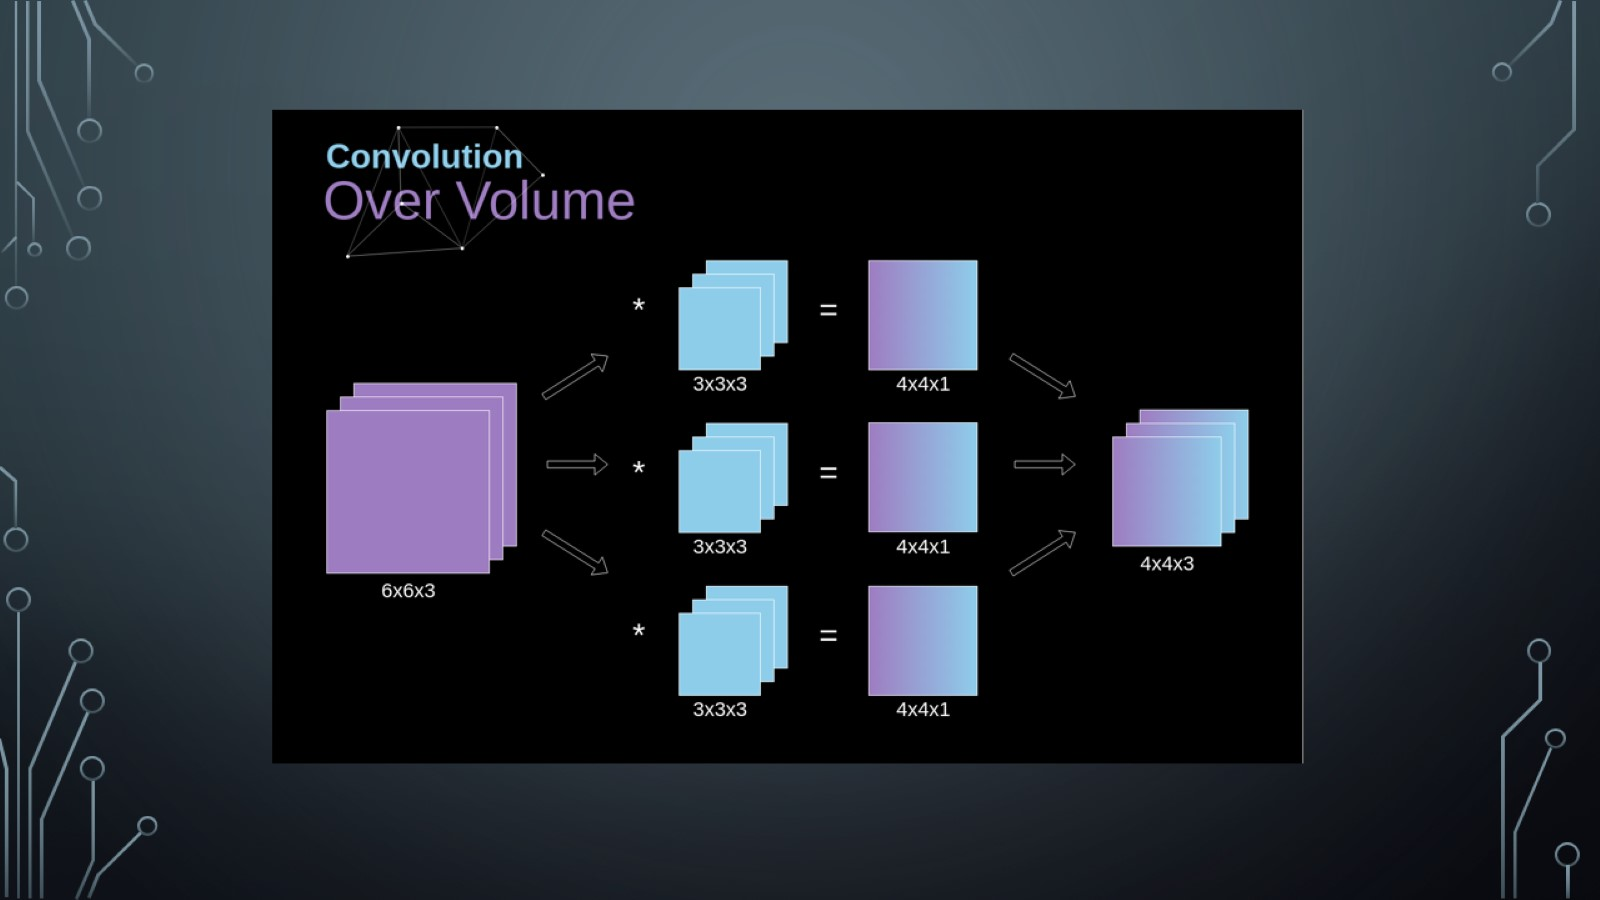 Convolution
Over Volume
* =
3x3x3 4x4x1
* =
6x6x3 3x3x3 4x4x1 4x4x3
* =
3x3x3 4x4x1